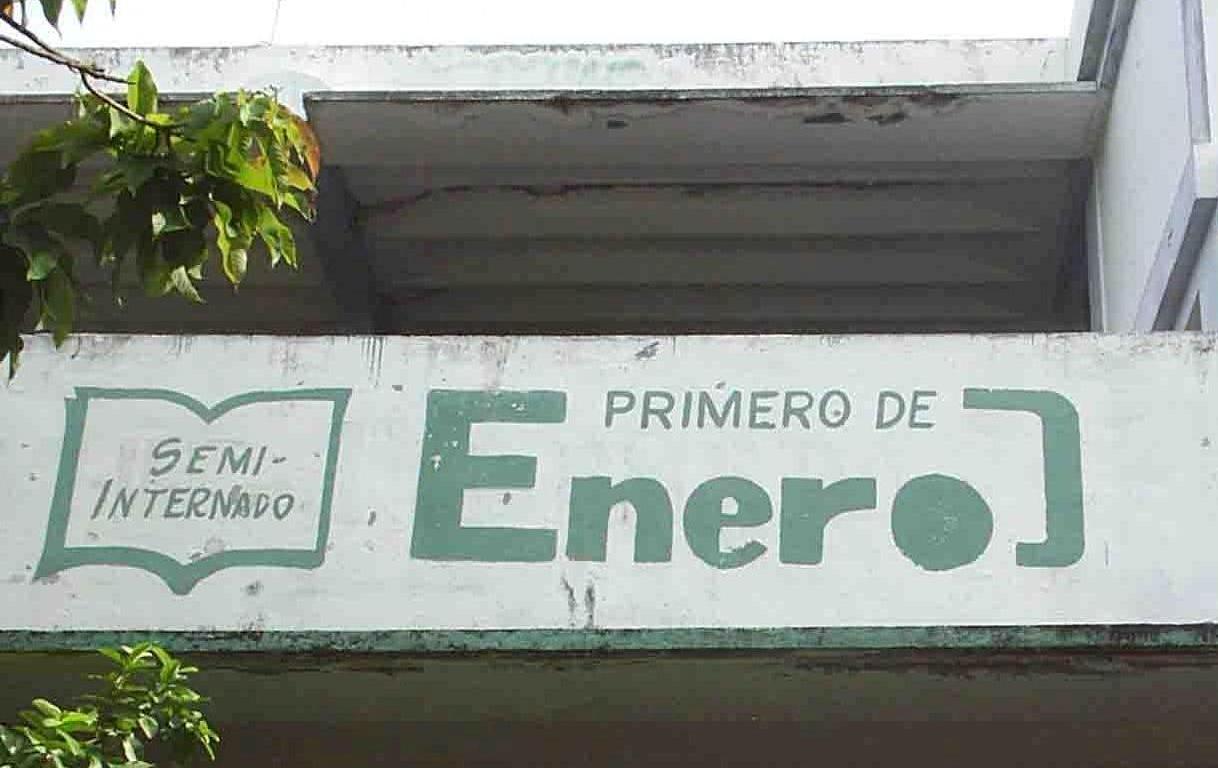 SEMI-
INTERNADO
PRIMERO DE
Enero